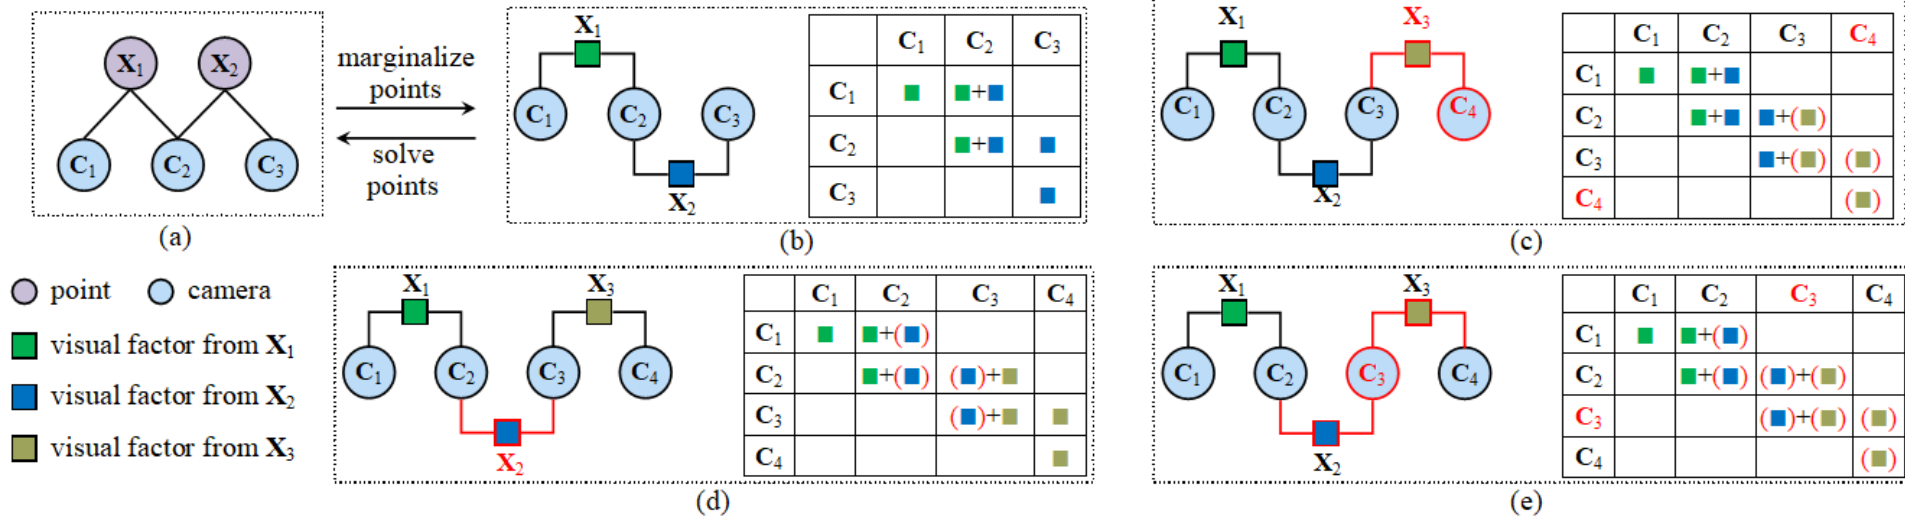 X1 X2
C1 C2 C3
(a)
marginalize
points
solve
points
X1
C1 C2 C3
X2
C1 C2 C3
C1 +
C2 +
C3
(b)
X1 X3
C1 C2 C3 C4
X2
C1 C2 C3 C4
C1 +
C2 + +( )
C3 +( ) ( )
C4 ( )
(c)
point camera
visual factor from X1
visual factor from X2
visual factor from X3
X1 X3
C1 C2 C3 C4
X2
C1 C2 C3 C4
C1 +( )
C2 +( ) ( )+
C3 ( )+
C4
(d)
X1 X3
C1 C2 C3 C4
X2
C1 C2 C3 C4
C1 +( )
C2 +( ) ( )+( )
C3 ( )+( ) ( )
C4 ( )
(e)